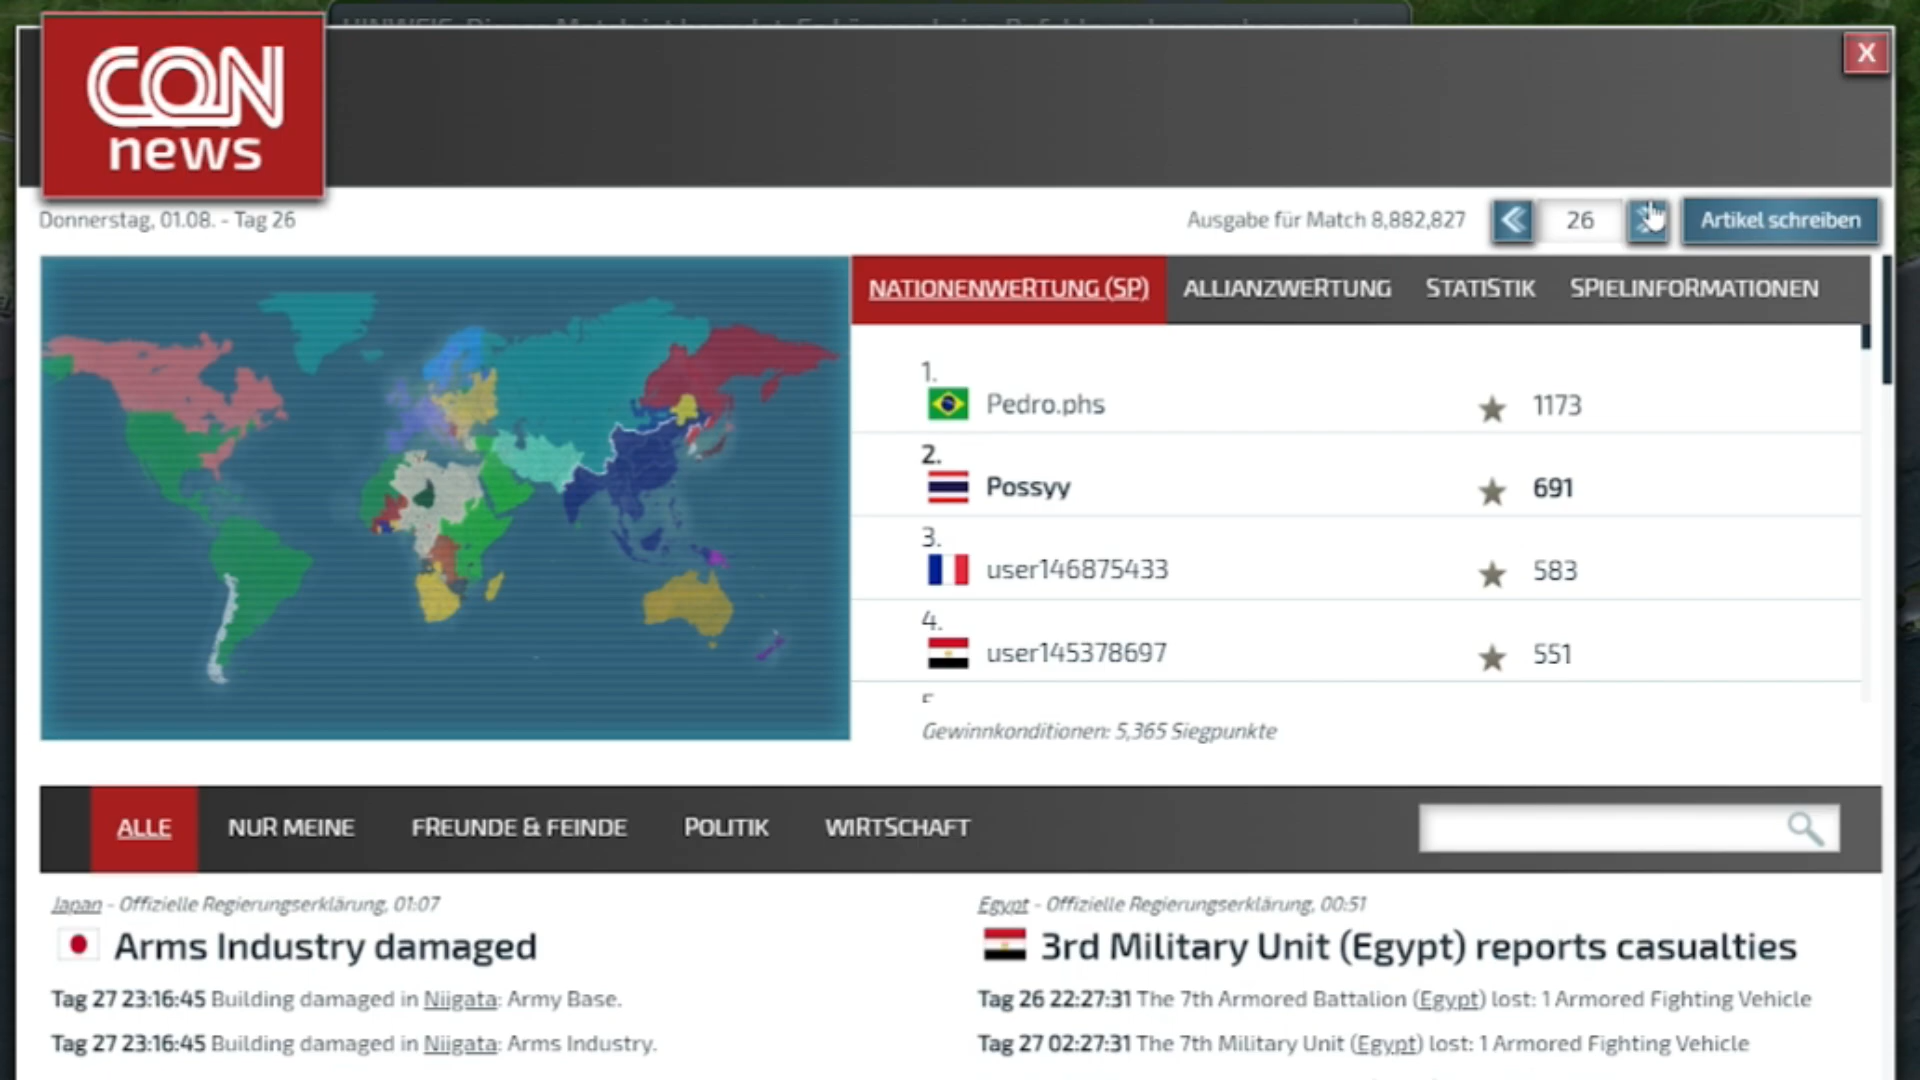 CON
news
X
Donnerstag, 01.08. - Tag 26
Ausgabe für Match 8,882,827
26
Artikel schreiben
NATIONENWERTUNG (SP)
ALLIANZWERTUNG
STATISTIK
SPIELINFORMATIONEN
1.
Pedro.phs
1173
2.
Possyy
691
3.
user146875433
583
4.
user145378697
551
Gewinnkonditionen: 5,365 Siegpunkte
ALLE
NUR MEINE
FREUNDE & FEINDE
POLITIK
WIRTSCHAFT
Japan - Offizielle Regierungserklärung, 01:07
Arms Industry damaged
Tag 27 23:16:45 Building damaged in Niigata: Army Base.
Tag 27 23:16:45 Building damaged in Niigata: Arms Industry.
Egypt - Offizielle Regierungserklärung, 00:51
3rd Military Unit (Egypt) reports casualties
Tag 26 22:27:31 The 7th Armored Battalion (Egypt) lost: 1 Armored Fighting Vehicle
Tag 27 02:27:31 The 7th Military Unit (Egypt) lost: 1 Armored Fighting Vehicle